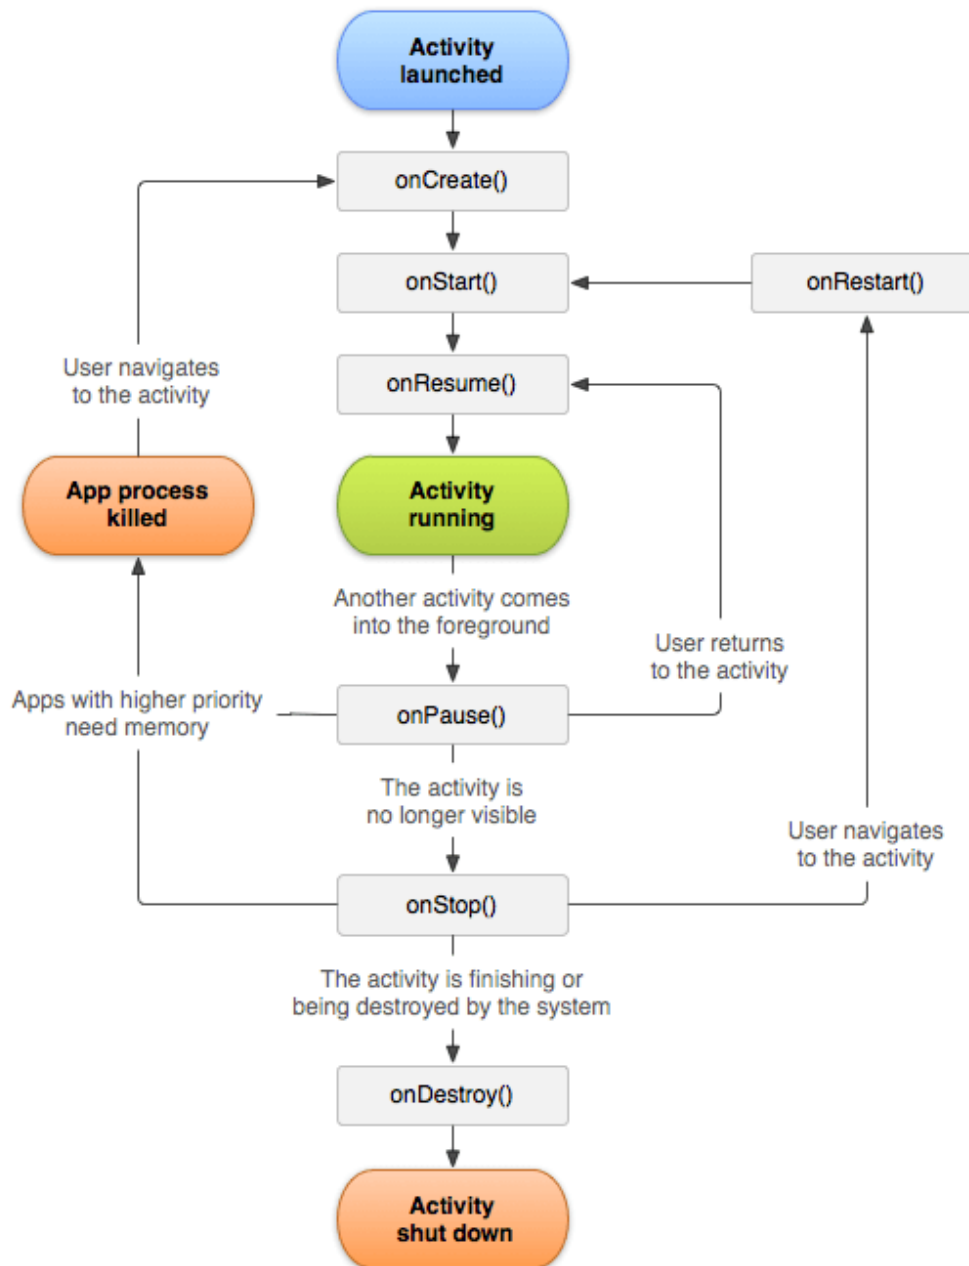 Activity
launched
onCreate()
onStart()
onRestart()
User navigates
to the activity
onResume()
App process
killed
Activity
running
Another activity comes
into the foreground
User returns
to the activity
Apps with higher priority
need memory
onPause()
The activity is
no longer visible
User navigates
to the activity
onStop()
The activity is finishing or
being destroyed by the system
onDestroy()
Activity
shut down